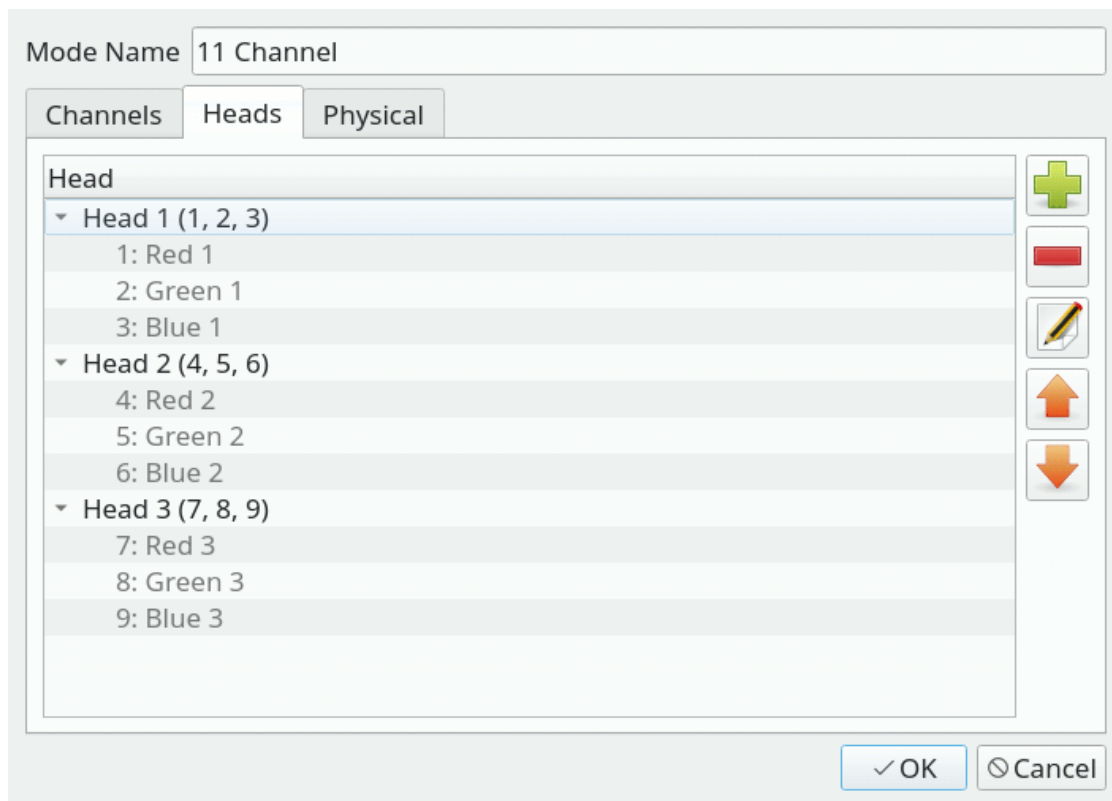 Mode Name 11 Channel
Channels Heads Physical
Head
Head 1 (1, 2, 3)
1: Red 1
2: Green 1
3: Blue 1
Head 2 (4, 5, 6)
4: Red 2
5: Green 2
6: Blue 2
Head 3 (7, 8, 9)
7: Red 3
8: Green 3
9: Blue 3
OK Cancel